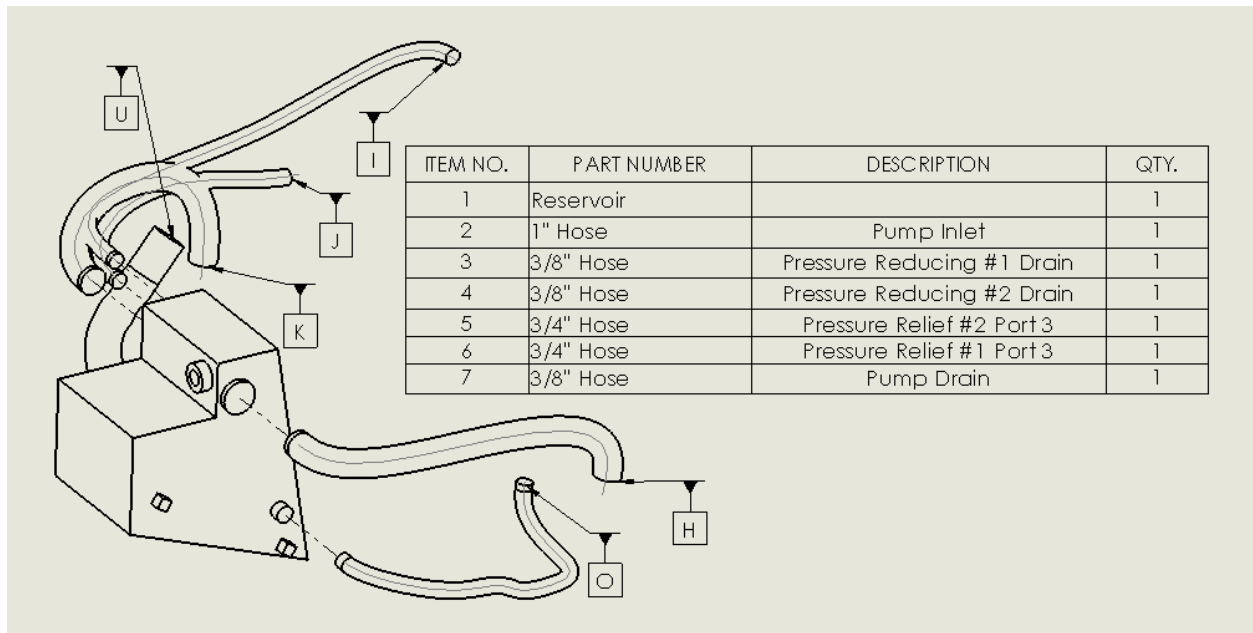 U
I
J
K
ITEM NO. PART NUMBER DESCRIPTION QTY.
1 Reservoir 1
2 1" Hose Pump Inlet 1
3 3/8" Hose Pressure Reducing #1 Drain 1
4 3/8" Hose Pressure Reducing #2 Drain 1
5 3/4" Hose Pressure Relief #2 Port 3 1
6 3/4" Hose Pressure Relief #1 Port 3 1
7 3/8" Hose Pump Drain 1
H
O